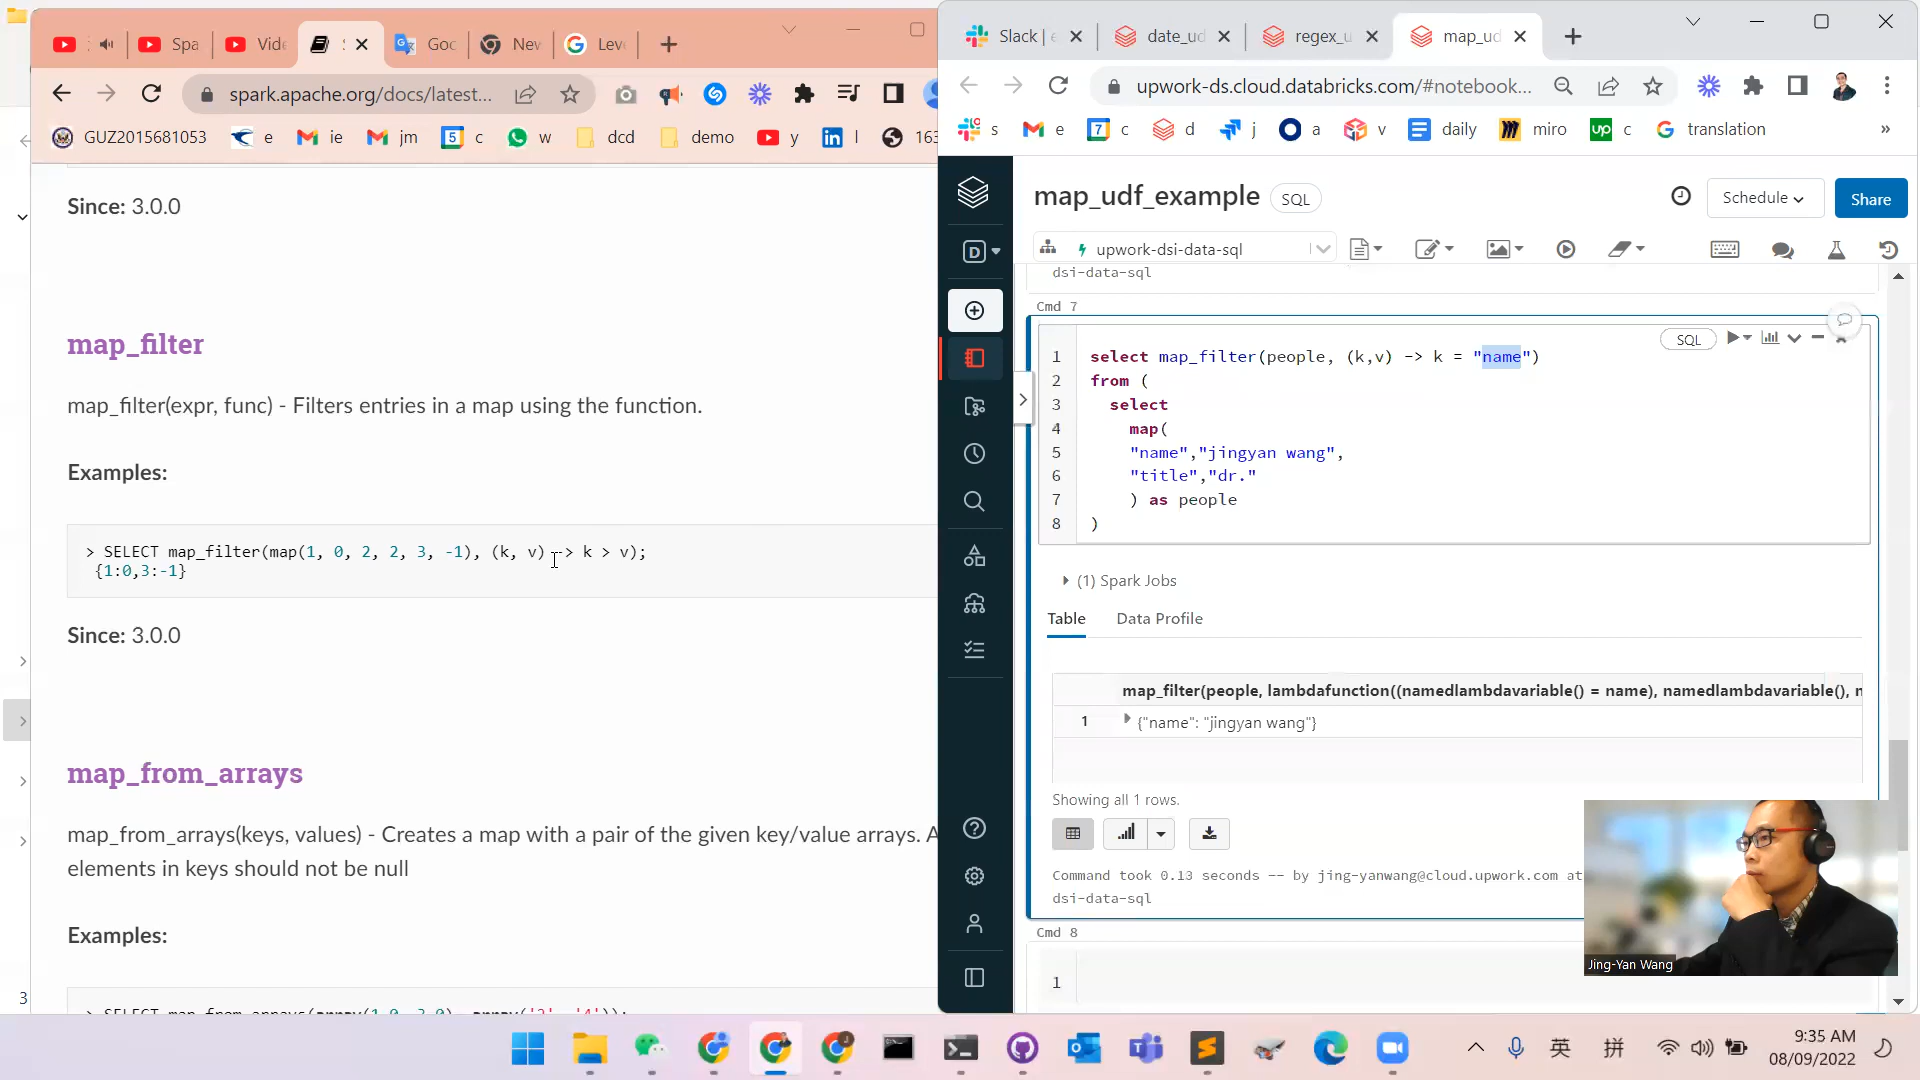 Spa
Vide
Goc
Nev
Lev
spark.apache.org/docs/latest...
GUZ2015681053
e
ie
jm
5
c
w
dcd
demo
y
l
163
Since: 3.0.0
map_filter
map_filter(expr, func) - Filters entries in a map using the function.
Examples:
> SELECT map_filter(map(1, 0, 2, 2, 3, -1), (k, v) -> k > v);
{1:0,3:-1}
Since: 3.0.0
map_from_arrays
map_from_arrays(keys, values) - Creates a map with a pair of the given key/value arrays. A
elements in keys should not be null
Examples:
3
Slack | e
date_ud
regex_u
map_ud
upwork-ds.cloud.databricks.com/#notebook...
s
e
7
c
d
j
a
v
daily
miro
up
c
translation
»
map_udf_example
SQL
Schedule
Share
D
upwork-dsi-data-sql
dsi-data-sql
Cmd 7
SQL
1 select map_filter(people, (k,v) -> k = "name")
2 from (
3 select
4 map(
5 "name","jingyan wang",
6 "title","dr."
7 ) as people
8 )
(1) Spark Jobs
Table
Data Profile
map_filter(people, lambdafunction((namedlambdavariable() = name), namedlambdavariable(), n
1 {"name": "jingyan wang"}
Showing all 1 rows.
Command took 0.13 seconds -- by jing-yanwang@cloud.upwork.com at
dsi-data-sql
Cmd 8
1
Jing-Yan Wang
英
拼
9:35 AM
08/09/2022